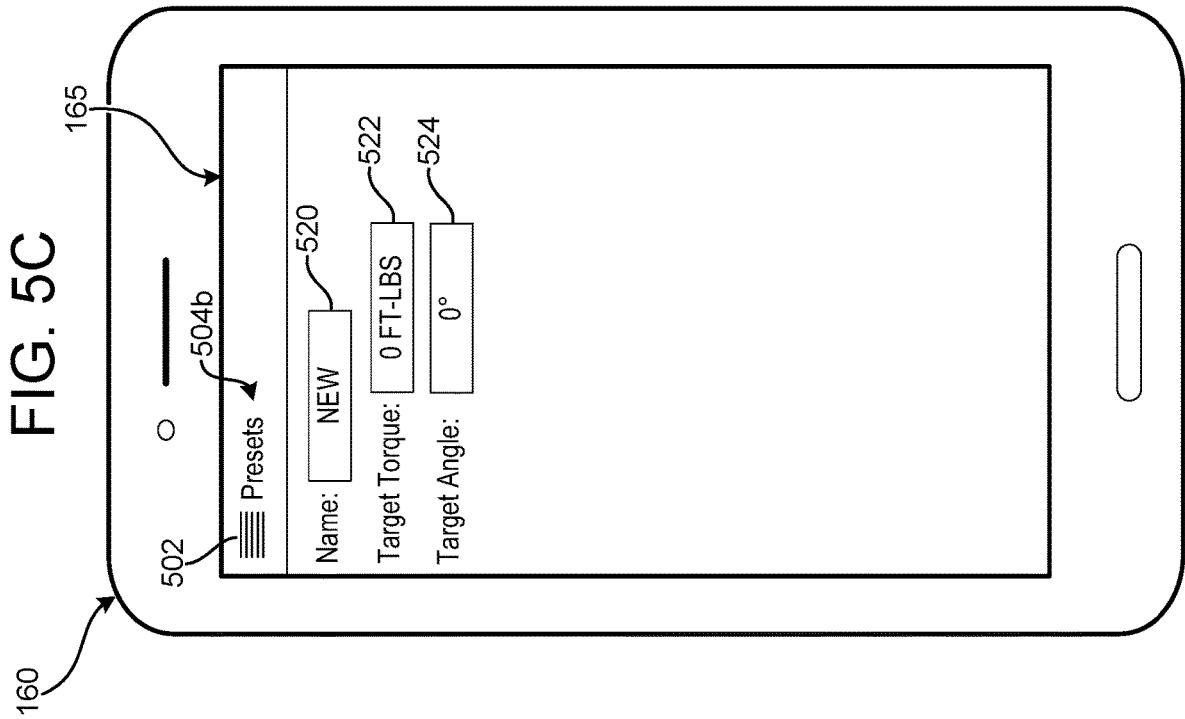 FIG. 5C
160
165
502
Presets
504b
Name:
NEW
520
Target Torque:
0 FT-LBS
522
Target Angle:
0°
524